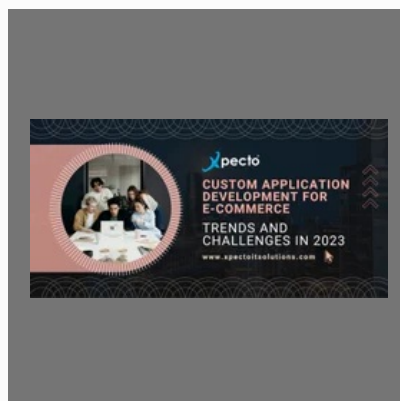 Xpecto
CUSTOM APPLICATION
DEVELOPMENT FOR
E-COMMERCE
TRENDS AND
CHALLENGES IN 2023
www.xpectoitsolutions.com